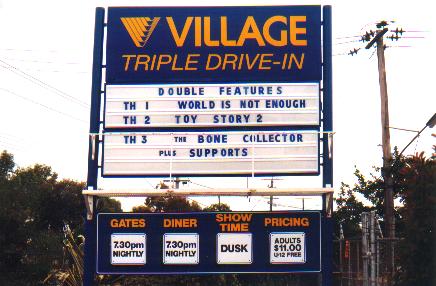 VILLAGE
TRIPLE DRIVE-IN
DOUBLE FEATURES
TH 1 WORLD IS NOT ENOUGH
TH 2 TOY STORY 2
TH 3 THE BONE COLLECTOR
PLUS SUPPORTS
GATES
7.30pm
NIGHTLY
DINER
7.30pm
NIGHTLY
SHOW
TIME
DUSK
PRICING
ADULTS
$11.00
U/12 FREE